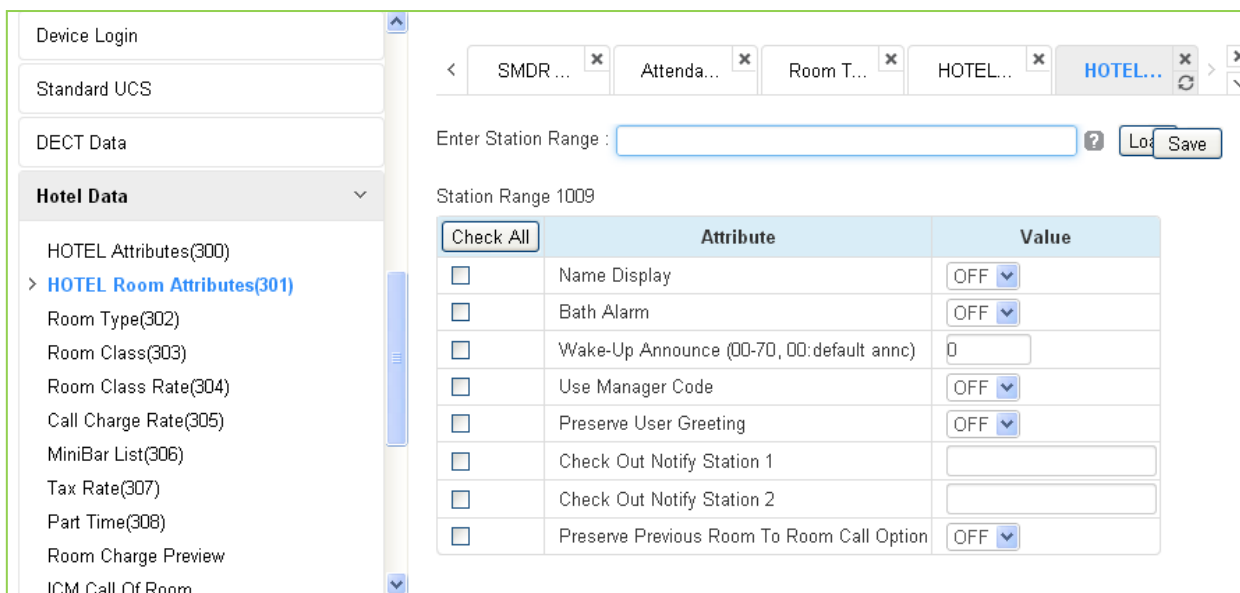 Device Login
Standard UCS
DECT Data
Hotel Data
HOTEL Attributes(300)
> HOTEL Room Attributes(301)
Room Type(302)
Room Class(303)
Room Class Rate(304)
Call Charge Rate(305)
MiniBar List(306)
Tax Rate(307)
Part Time(308)
Room Charge Preview
ICM Call Of Room
SMDR ... Attenda... Room T... HOTEL... HOTEL...
Enter Station Range : ? Loa Save
Station Range 1009
Check All Attribute Value
Name Display OFF
Bath Alarm OFF
Wake-Up Announce (00-70, 00:default annc) 0
Use Manager Code OFF
Preserve User Greeting OFF
Check Out Notify Station 1
Check Out Notify Station 2
Preserve Previous Room To Room Call Option OFF